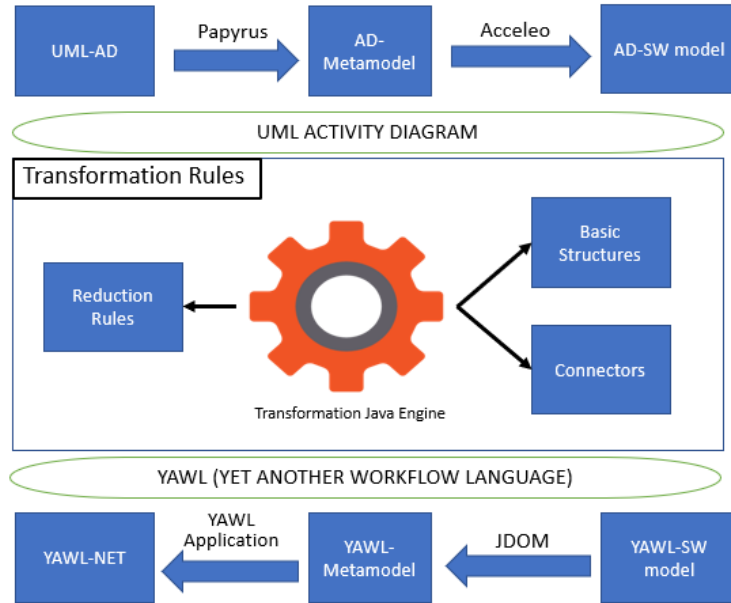 Papyrus
Acceleo
UML-AD
AD-
Metamodel
AD-SW model
UML ACTIVITY DIAGRAM
Transformation Rules
Basic
Structures
Reduction
Rules
Connectors
Transformation Java Engine
YAWL (YET ANOTHER WORKFLOW LANGUAGE)
YAWL
Application
JDOM
YAWL-NET
YAWL-
Metamodel
YAWL-SW
model